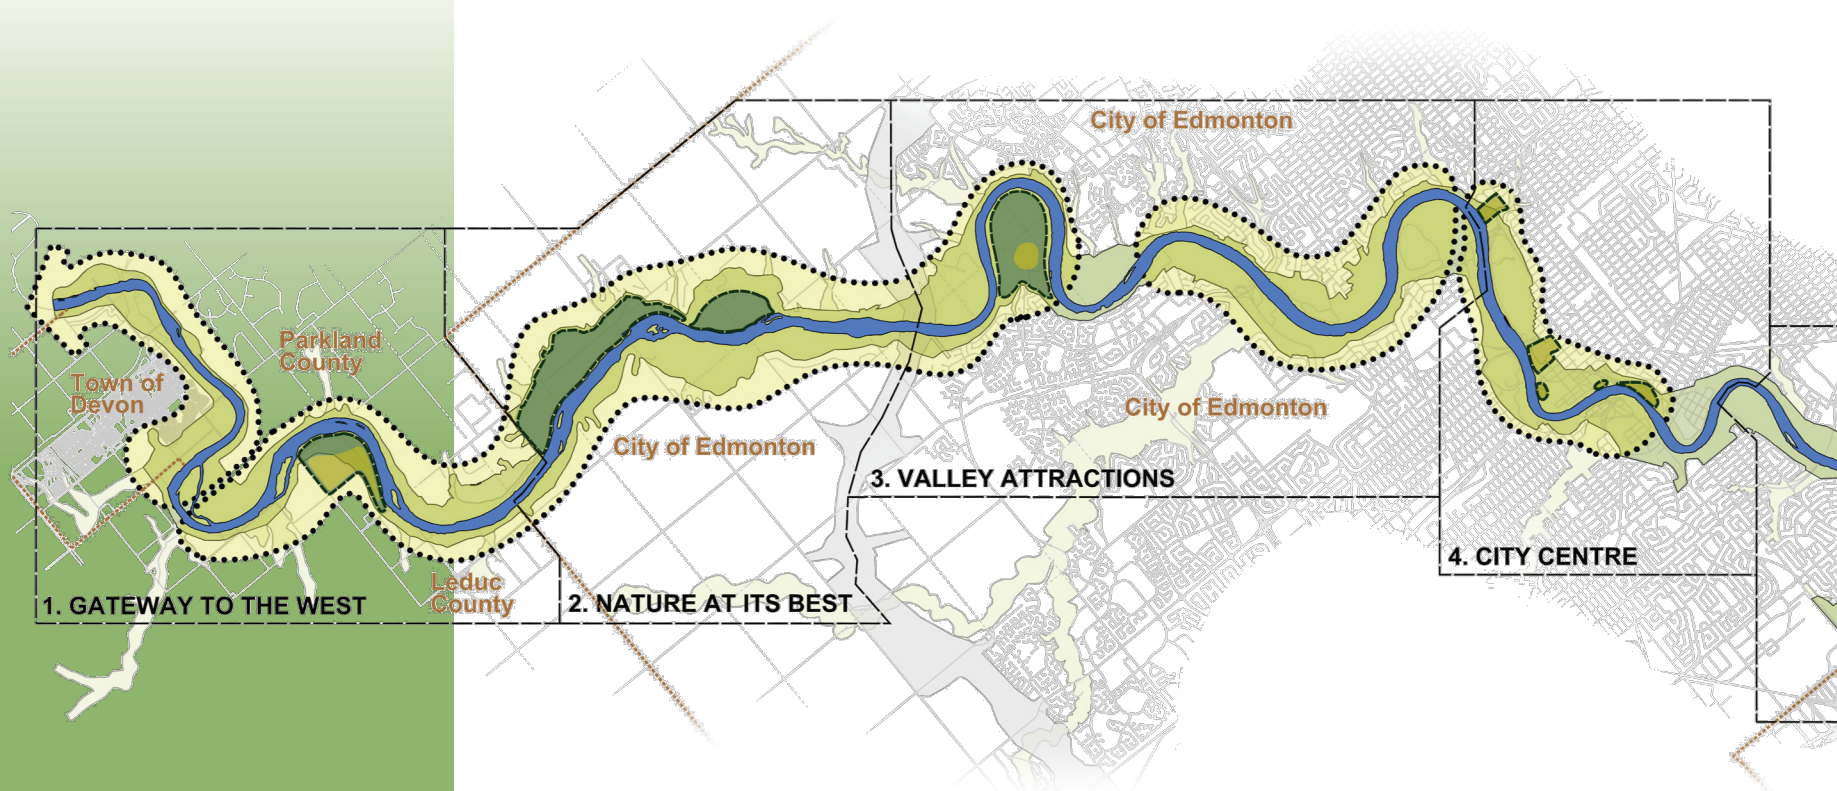 City of Edmonton
Parkland
County
Town of
Devon
City of Edmonton
City of Edmonton
3. VALLEY ATTRACTIONS
4. CITY CENTRE
Leduc
County
1. GATEWAY TO THE WEST
2. NATURE AT ITS BEST